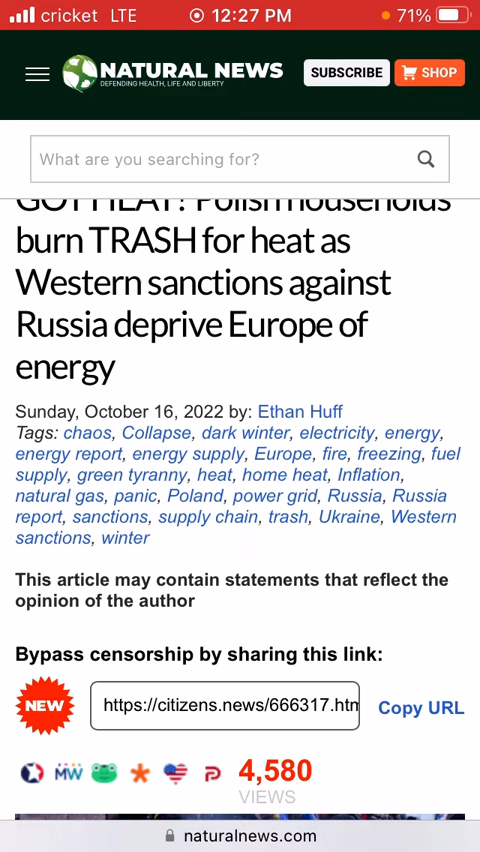 cricket LTE 12:27 PM 71%
NATURAL NEWS
DEFENDING HEALTH, LIFE AND LIBERTY
SUBSCRIBE
SHOP
What are you searching for?
GOT HEAT? Polish households
burn TRASH for heat as
Western sanctions against
Russia deprive Europe of
energy
Sunday, October 16, 2022 by: Ethan Huff
Tags: chaos, Collapse, dark winter, electricity, energy,
energy report, energy supply, Europe, fire, freezing, fuel
supply, green tyranny, heat, home heat, Inflation,
natural gas, panic, Poland, power grid, Russia, Russia
report, sanctions, supply chain, trash, Ukraine, Western
sanctions, winter
This article may contain statements that reflect the
opinion of the author
Bypass censorship by sharing this link:
NEW
https://citizens.news/666317.htm
Copy URL
MW
4,580
VIEWS
naturalnews.com